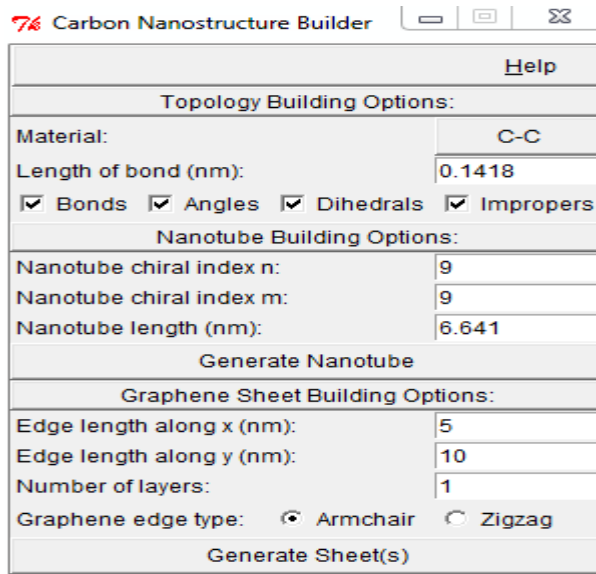 Carbon Nanostructure Builder
Help
Topology Building Options:
Material: C-C
Length of bond (nm): 0.1418
Bonds Angles Dihedrals Impropers
Nanotube Building Options:
Nanotube chiral index n: 9
Nanotube chiral index m: 9
Nanotube length (nm): 6.641
Generate Nanotube
Graphene Sheet Building Options:
Edge length along x (nm): 5
Edge length along y (nm): 10
Number of layers: 1
Graphene edge type: Armchair Zigzag
Generate Sheet(s)